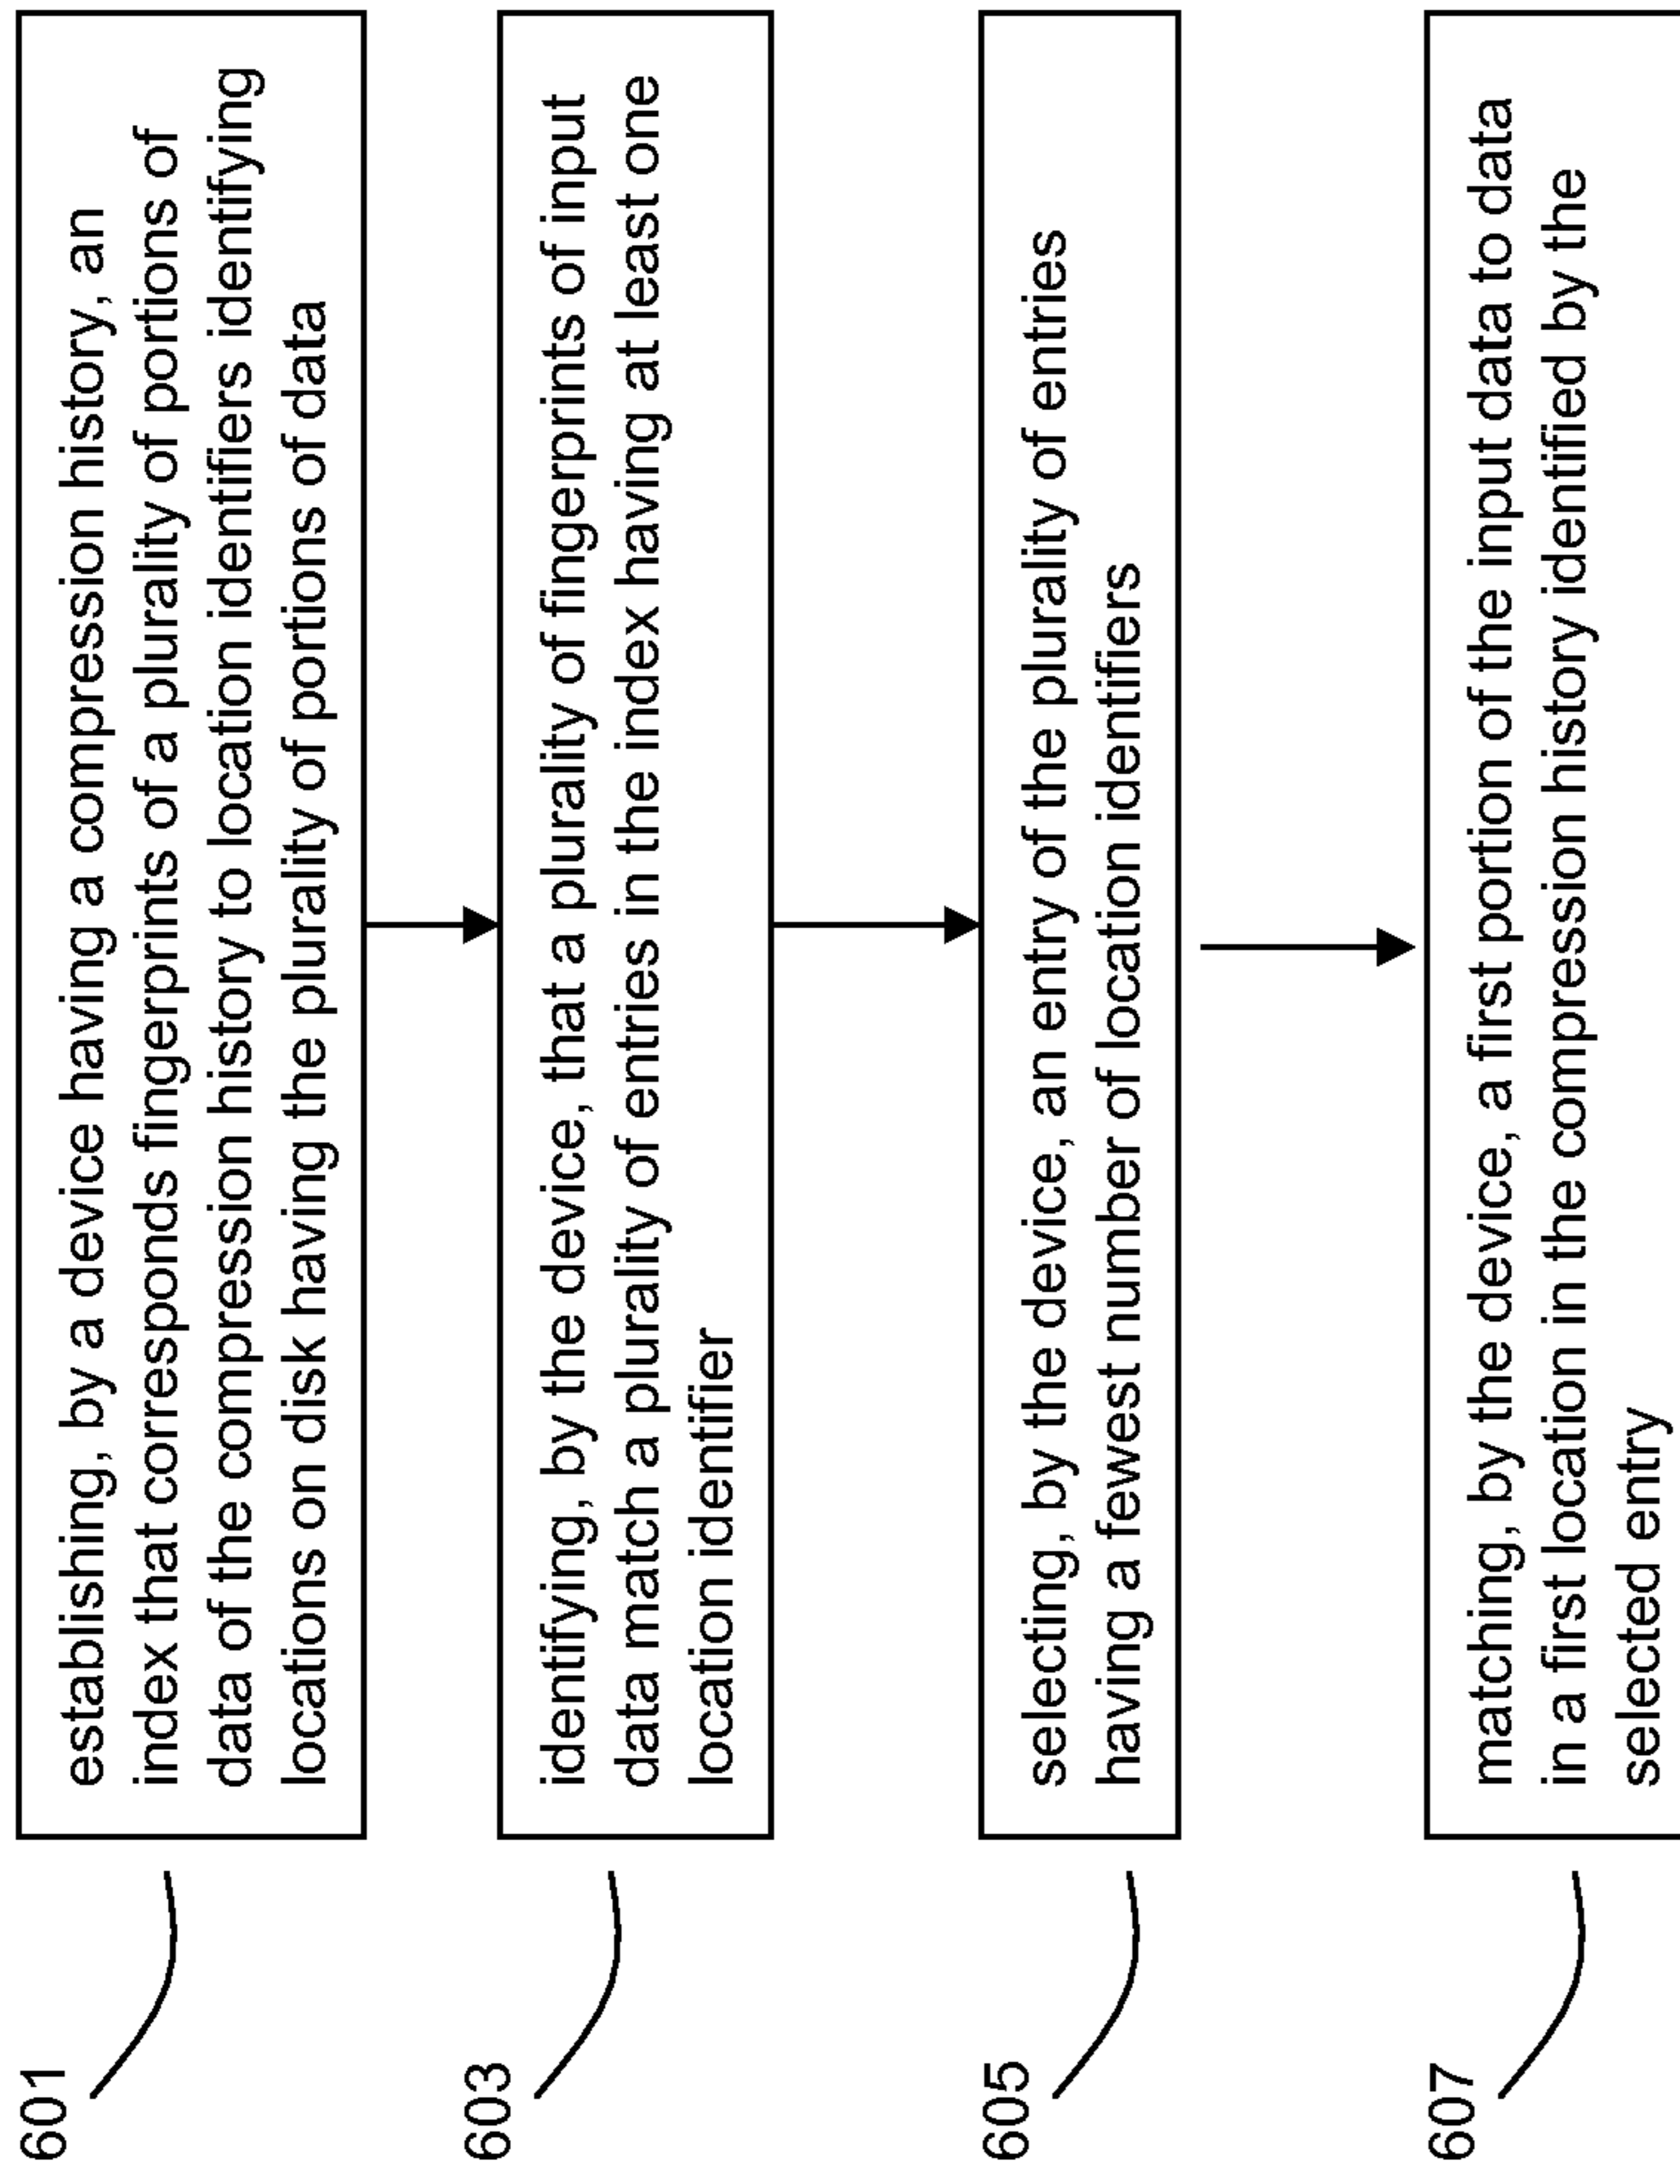 601
establishing, by a device having a compression history, an
index that corresponds fingerprints of a plurality of portions of
data of the compression history to location identifiers identifying
locations on disk having the plurality of portions of data
603
identifying, by the device, that a plurality of fingerprints of input
data match a plurality of entries in the index having at least one
location identifier
605
selecting, by the device, an entry of the plurality of entries
having a fewest number of location identifiers
607
matching, by the device, a first portion of the input data to data
in a first location in the compression history identified by the
selected entry